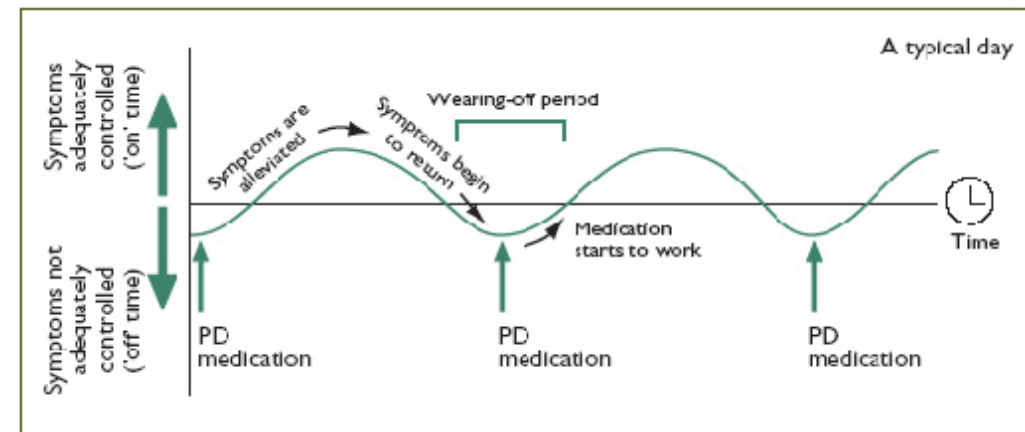 A typical day
Symptoms
adequately
controlled
('on' time)
Symptoms not
adequately
controlled
('off' time)
Symptoms are
alleviated
Symptoms begin
to return
Wearing-off period
Medication
starts to work
Time
PD
medication
PD
medication
PD
medication